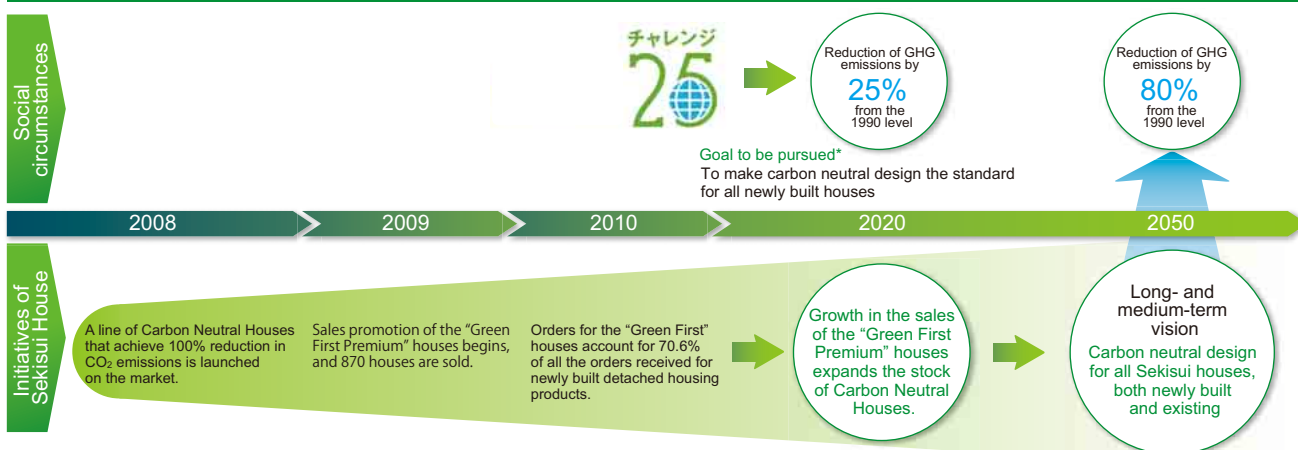 Social
circumstances
チャレンジ
25
Reduction of GHG
emissions by
25%
from the
1990 level
Reduction of GHG
emissions by
80%
from the
1990 level
Goal to be pursued*
To make carbon neutral design the standard
for all newly built houses
2008
2009
2010
2020
2050
Initiatives of
Sekisui House
A line of Carbon Neutral Houses
that achieve 100% reduction in
CO₂ emissions is launched
on the market.
Sales promotion of the “Green
First Premium” houses begins,
and 870 houses are sold.
Orders for the “Green First”
houses account for 70.6%
of all the orders received for
newly built detached housing
products.
Growth in the sales
of the “Green First
Premium” houses
expands the stock
of Carbon Neutral
Houses.
Long- and
medium-term
vision
Carbon neutral design
for all Sekisui houses,
both newly built
and existing